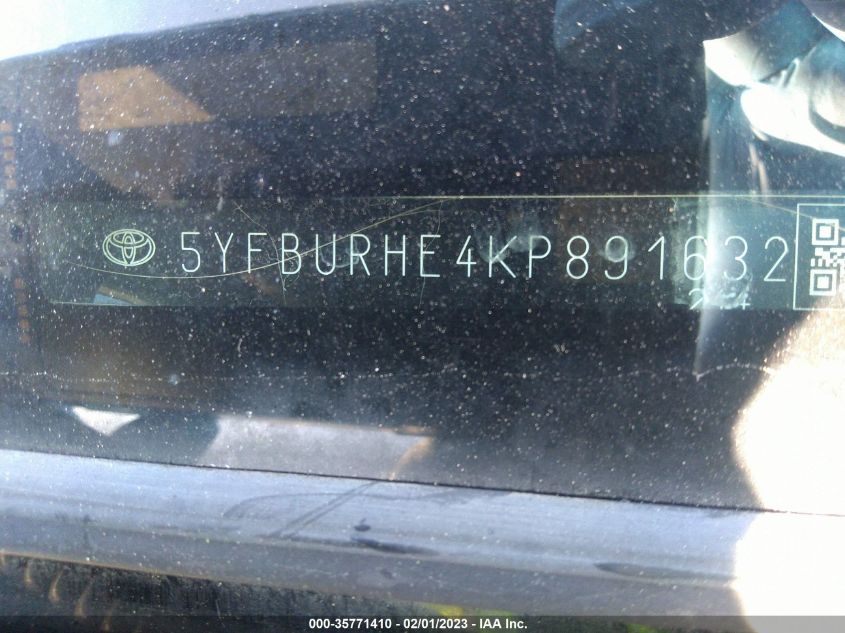 5YFBURHE4KP891632
000-35771410 - 02/01/2023 - IAA Inc.